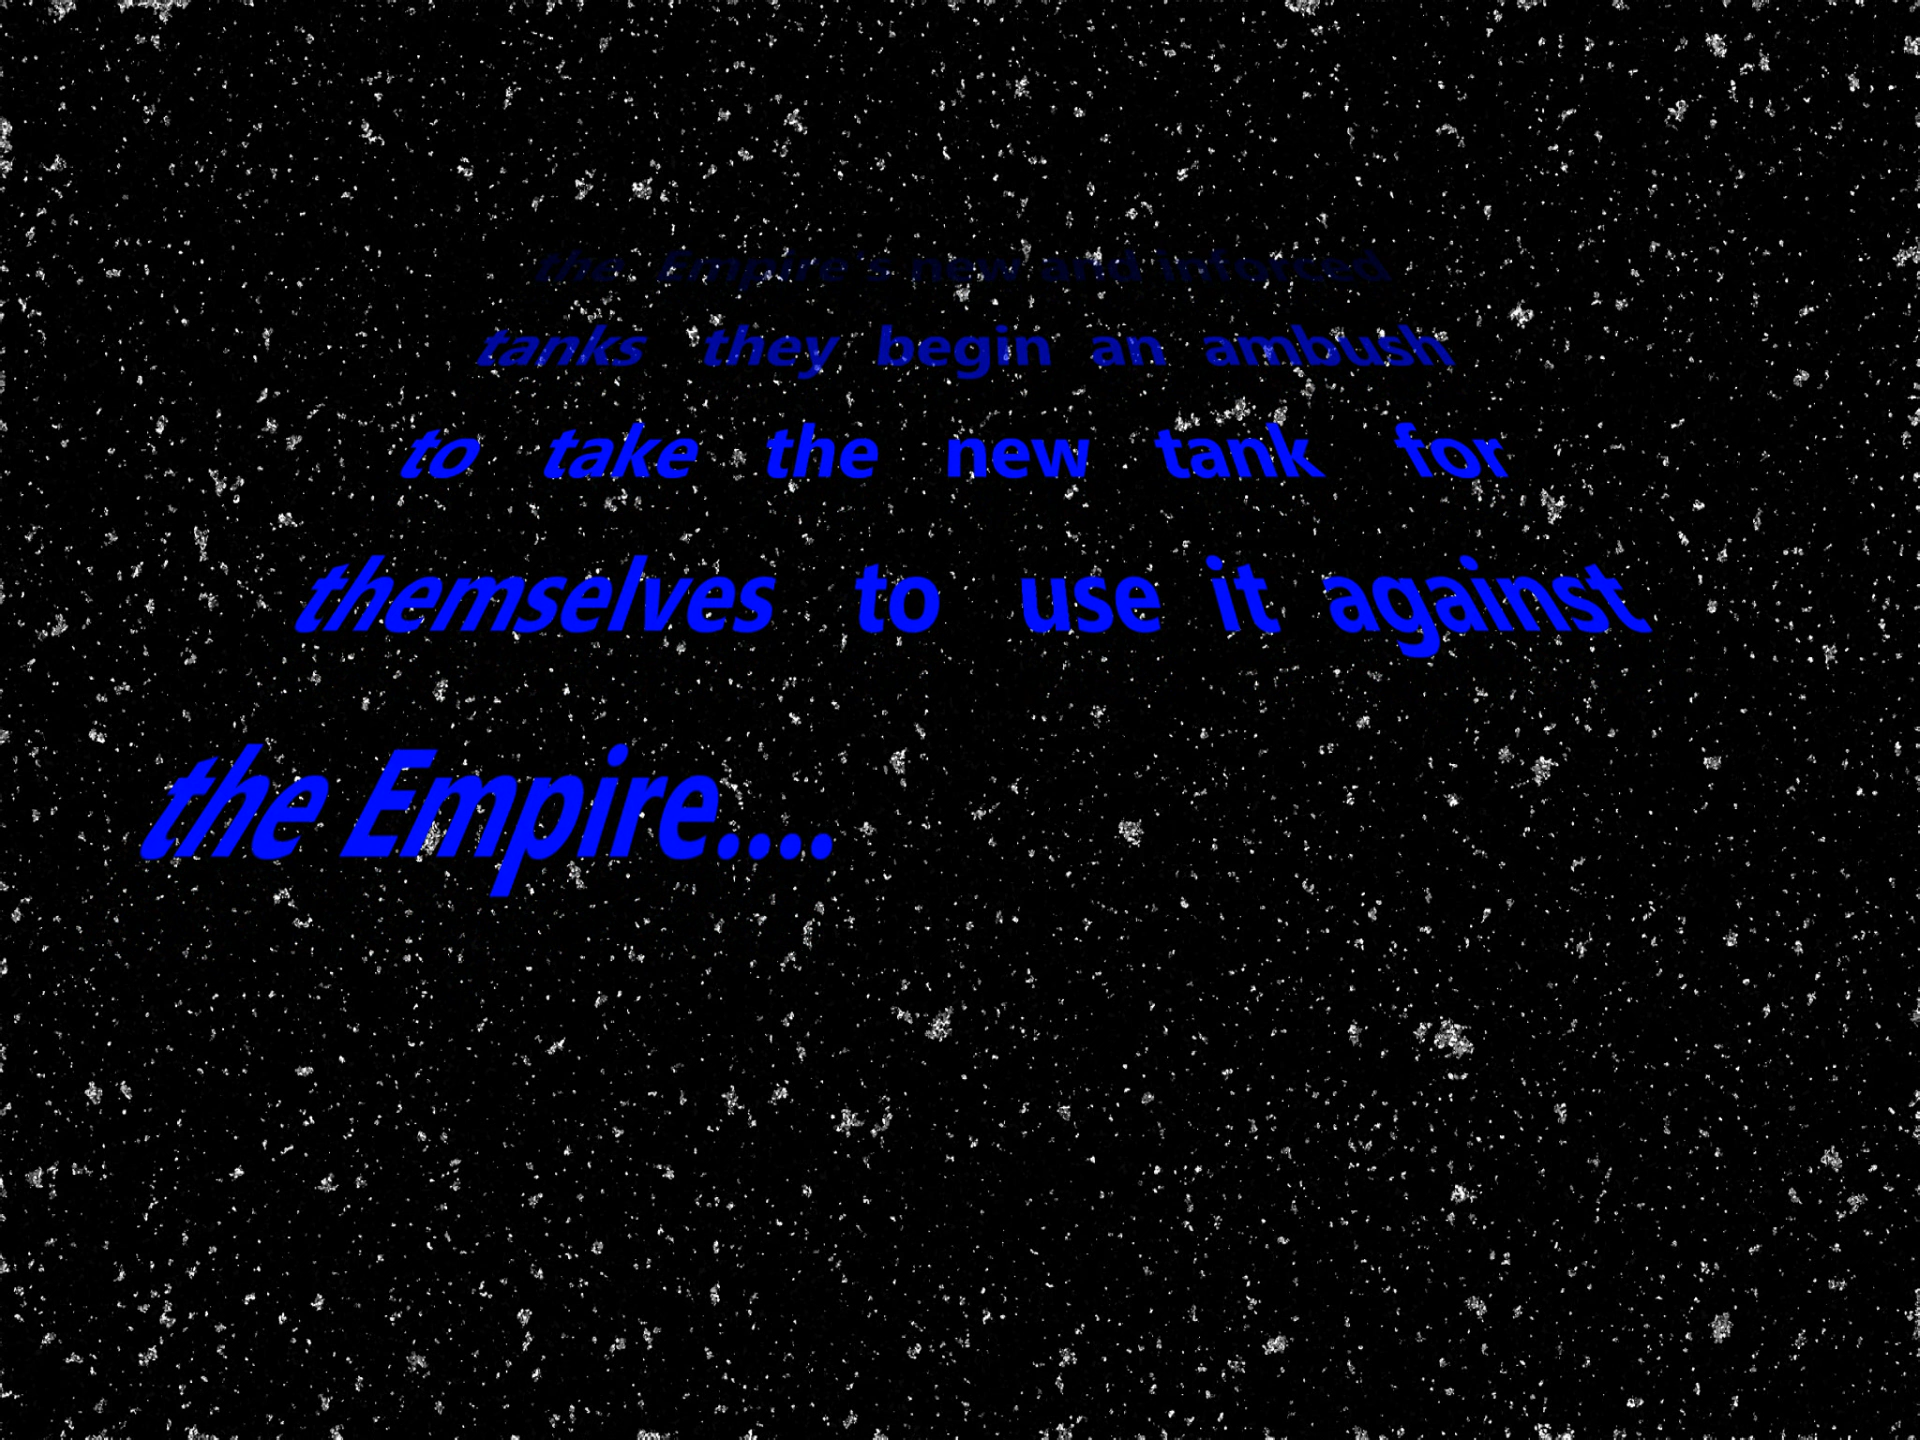 the Empire's new and inforced
tanks they begin an ambush
to take the new tank for
themselves to use it against
the Empire....